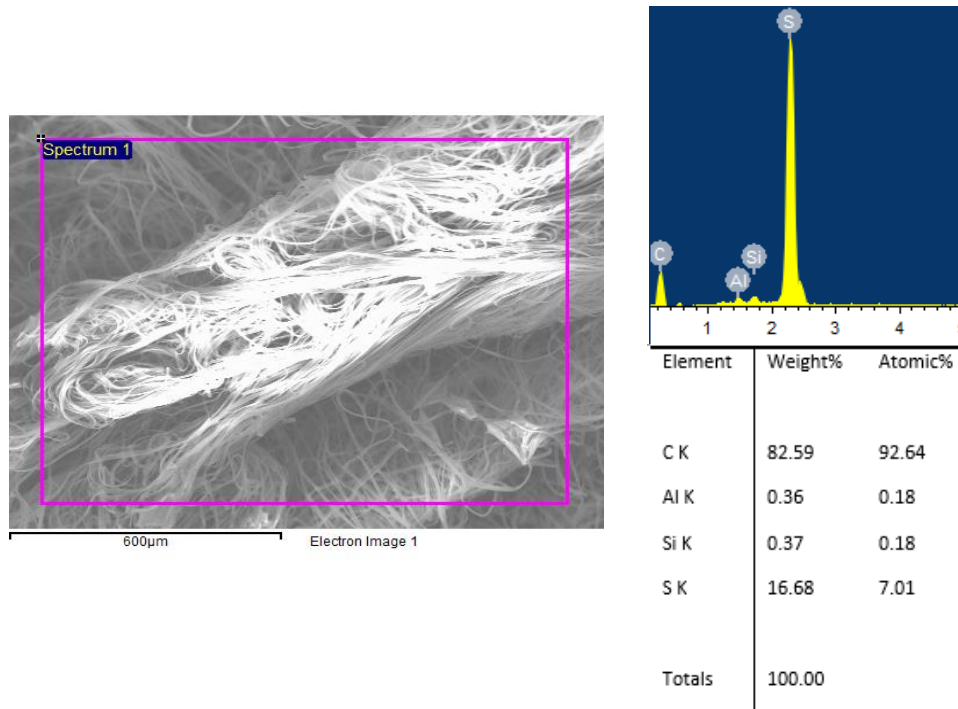 Spectrum 1
600µm
Electron Image 1
S
C
Al
Si
1 2 3 4
Element Weight% Atomic%
C K 82.59 92.64
Al K 0.36 0.18
Si K 0.37 0.18
S K 16.68 7.01
Totals 100.00